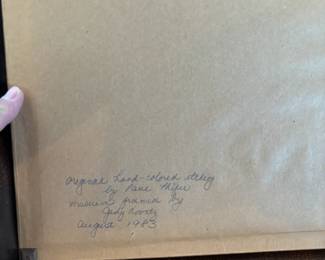 original hand-colored etching
by
museum framed by
Judy
August 1983